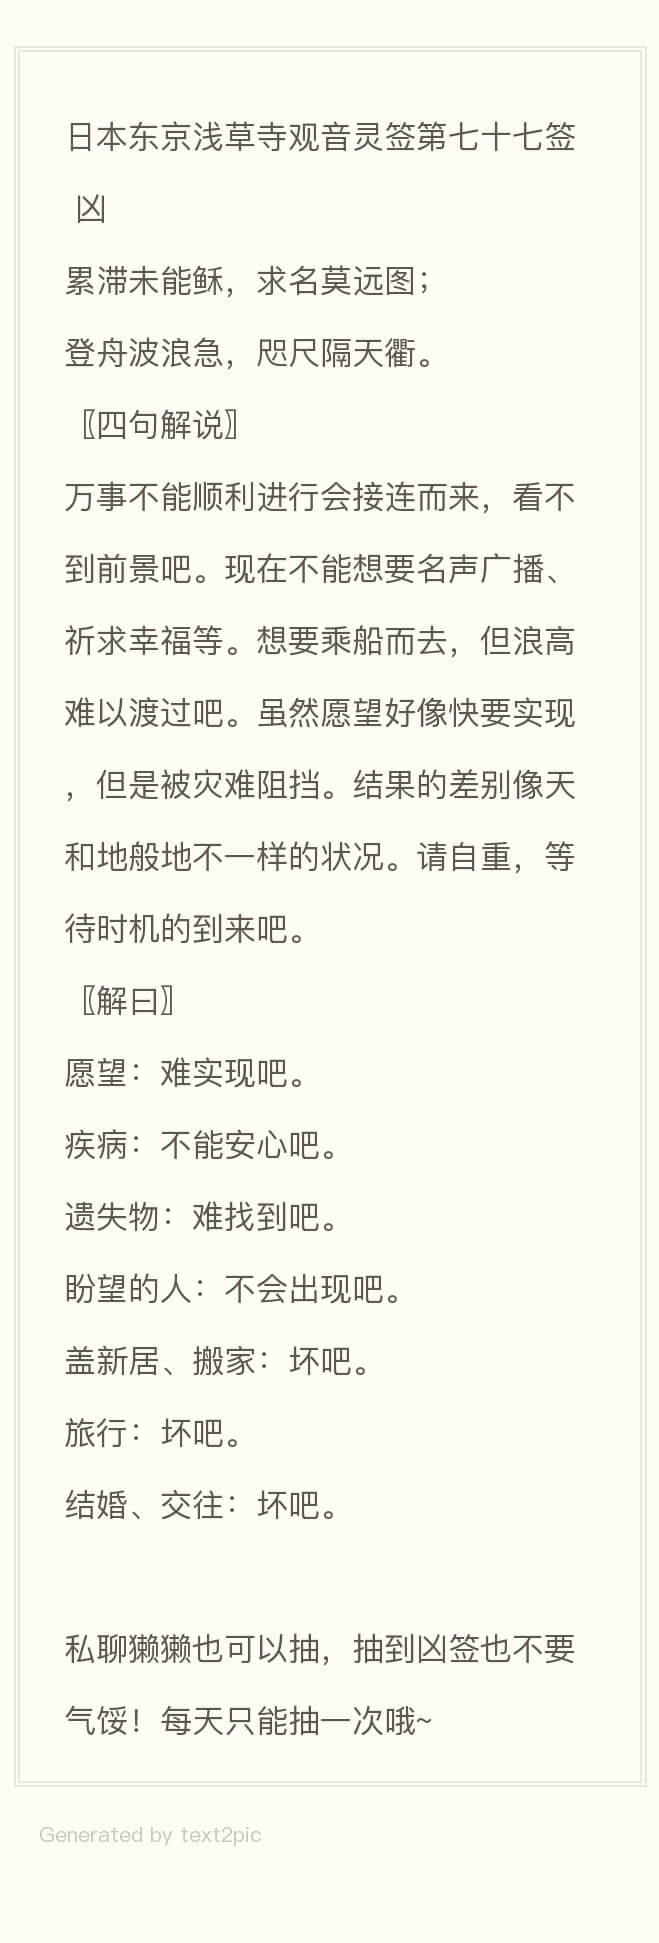 日本东京浅草寺观音灵签第七十七签
凶
累滞未能稣，求名莫远图；
登舟波浪急，咫尺隔天衢。
〖四句解说〗
万事不能顺利进行会接连而来，看不
到前景吧。现在不能想要名声广播、
祈求幸福等。想要乘船而去，但浪高
难以渡过吧。虽然愿望好像快要实现
，但是被灾难阻挡。结果的差别像天
和地般地不一样的状况。请自重，等
待时机的到来吧。
〖解曰〗
愿望：难实现吧。
疾病：不能安心吧。
遗失物：难找到吧。
盼望的人：不会出现吧。
盖新居、搬家：坏吧。
旅行：坏吧。
结婚、交往：坏吧。
私聊獭獭也可以抽，抽到凶签也不要
气馁！每天只能抽一次哦~
Generated by text2pic